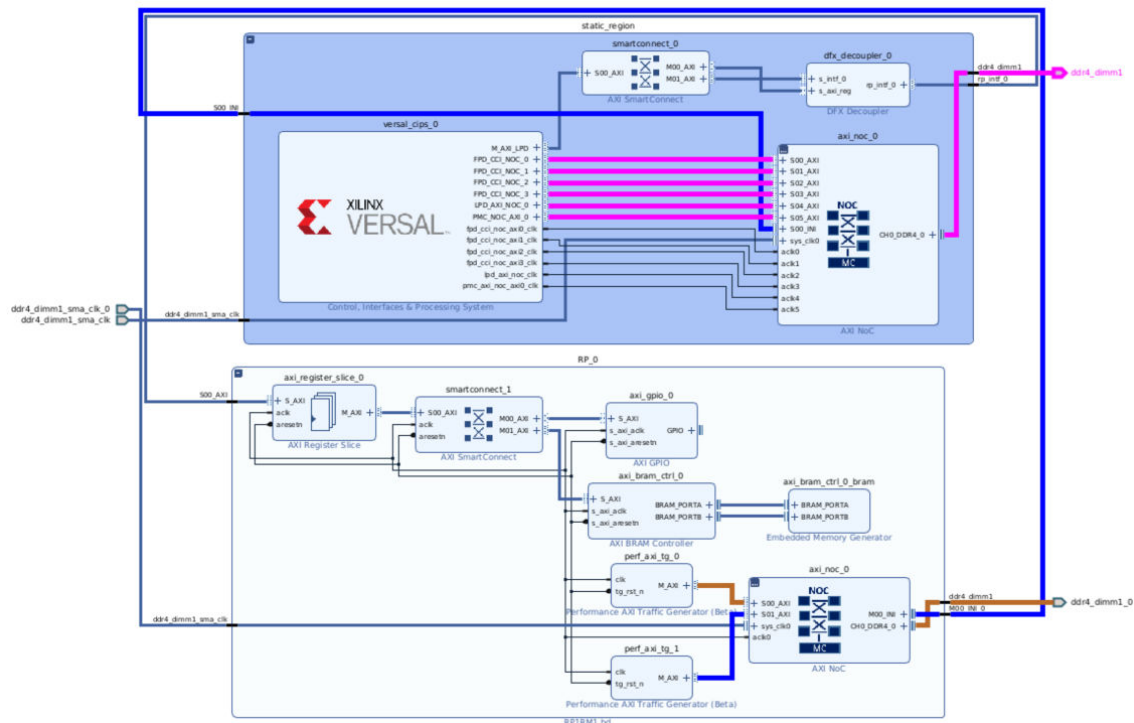 static_region
smartconnect_0
S00_AXI
M00_AXI
M01_AXI
AXI SmartConnect
dfx_decoupler_0
s_intf_0
s_axi_reg
rp_intf_0
DFX Decoupler
ddr4_dimm1
rp_intf_0
ddr4_dimm1
S00_INI
versal_cips_0
XILINX
VERSAL
M_AXI_LPD
FPD_CCI_NOC_0
FPD_CCI_NOC_1
FPD_CCI_NOC_2
FPD_CCI_NOC_3
LPD_AXI_NOC_0
PMC_NOC_AXI_0
fpd_cci_noc_axi0_clk
fpd_cci_noc_axi1_clk
fpd_cci_noc_axi2_clk
fpd_cci_noc_axi3_clk
lpd_axi_noc_clk
pmc_axi_noc_axi0_clk
Control, Interfaces & Processing System
axi_noc_0
S00_AXI
S01_AXI
S02_AXI
S03_AXI
S04_AXI
S05_AXI
S00_INI
sys_clk0
aclk0
aclk1
aclk2
aclk3
aclk4
aclk5
NOC
MC
CH0_DDR4_0
AXI NoC
ddr4_dimm1_sma_clk_0
ddr4_dimm1_sma_clk
ddr4_dimm1_sma_clk
RP_0
S00_AXI
axi_register_slice_0
S_AXI
aclk
aresetn
M_AXI
AXI Register Slice
smartconnect_1
S00_AXI
aclk
aresetn
M00_AXI
M01_AXI
AXI SmartConnect
axi_gpio_0
S_AXI
s_axi_aclk
s_axi_aresetn
GPIO
AXI GPIO
axi_bram_ctrl_0
S_AXI
s_axi_aclk
s_axi_aresetn
BRAM_PORTA
BRAM_PORTB
AXI BRAM Controller
axi_bram_ctrl_0_bram
BRAM_PORTA
BRAM_PORTB
Embedded Memory Generator
perf_axi_tg_0
clk
tg_rst_n
M_AXI
Performance AXI Traffic Generator (Beta)
axi_noc_0
S00_AXI
S01_AXI
sys_clk0
aclk0
NOC
MC
M00_INI
CH0_DDR4_0
AXI NoC
ddr4_dimm1
M00_INI_0
ddr4_dimm1_0
ddr4_dimm1_sma_clk
perf_axi_tg_1
clk
tg_rst_n
M_AXI
Performance AXI Traffic Generator (Beta)
RP1RM1.bd